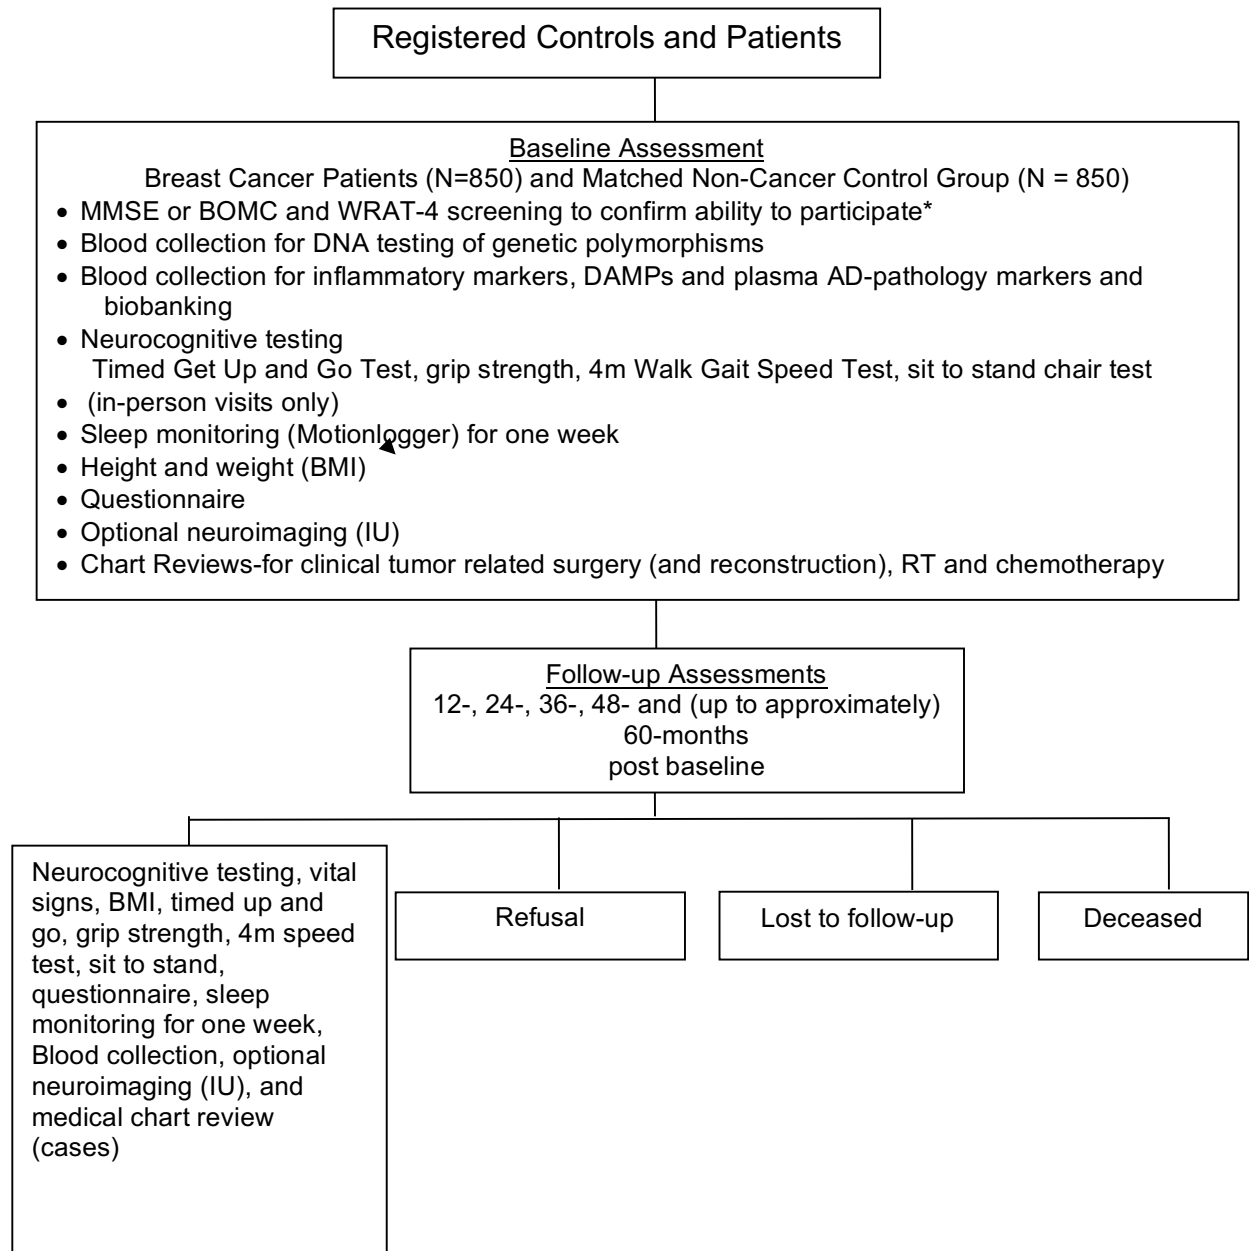 Registered Controls and Patients
Baseline Assessment
Breast Cancer Patients (N=850) and Matched Non-Cancer Control Group (N = 850)
• MMSE or BOMC and WRAT-4 screening to confirm ability to participate*
• Blood collection for DNA testing of genetic polymorphisms
• Blood collection for inflammatory markers, DAMPs and plasma AD-pathology markers and
biobanking
• Neurocognitive testing
Timed Get Up and Go Test, grip strength, 4m Walk Gait Speed Test, sit to stand chair test
• (in-person visits only)
• Sleep monitoring (Motionlogger) for one week
• Height and weight (BMI)
• Questionnaire
• Optional neuroimaging (IU)
• Chart Reviews-for clinical tumor related surgery (and reconstruction), RT and chemotherapy
Follow-up Assessments
12-, 24-, 36-, 48- and (up to approximately)
60-months
post baseline
Neurocognitive testing, vital
signs, BMI, timed up and
go, grip strength, 4m speed
test, sit to stand,
questionnaire, sleep
monitoring for one week,
Blood collection, optional
neuroimaging (IU), and
medical chart review
(cases)
Refusal
Lost to follow-up
Deceased